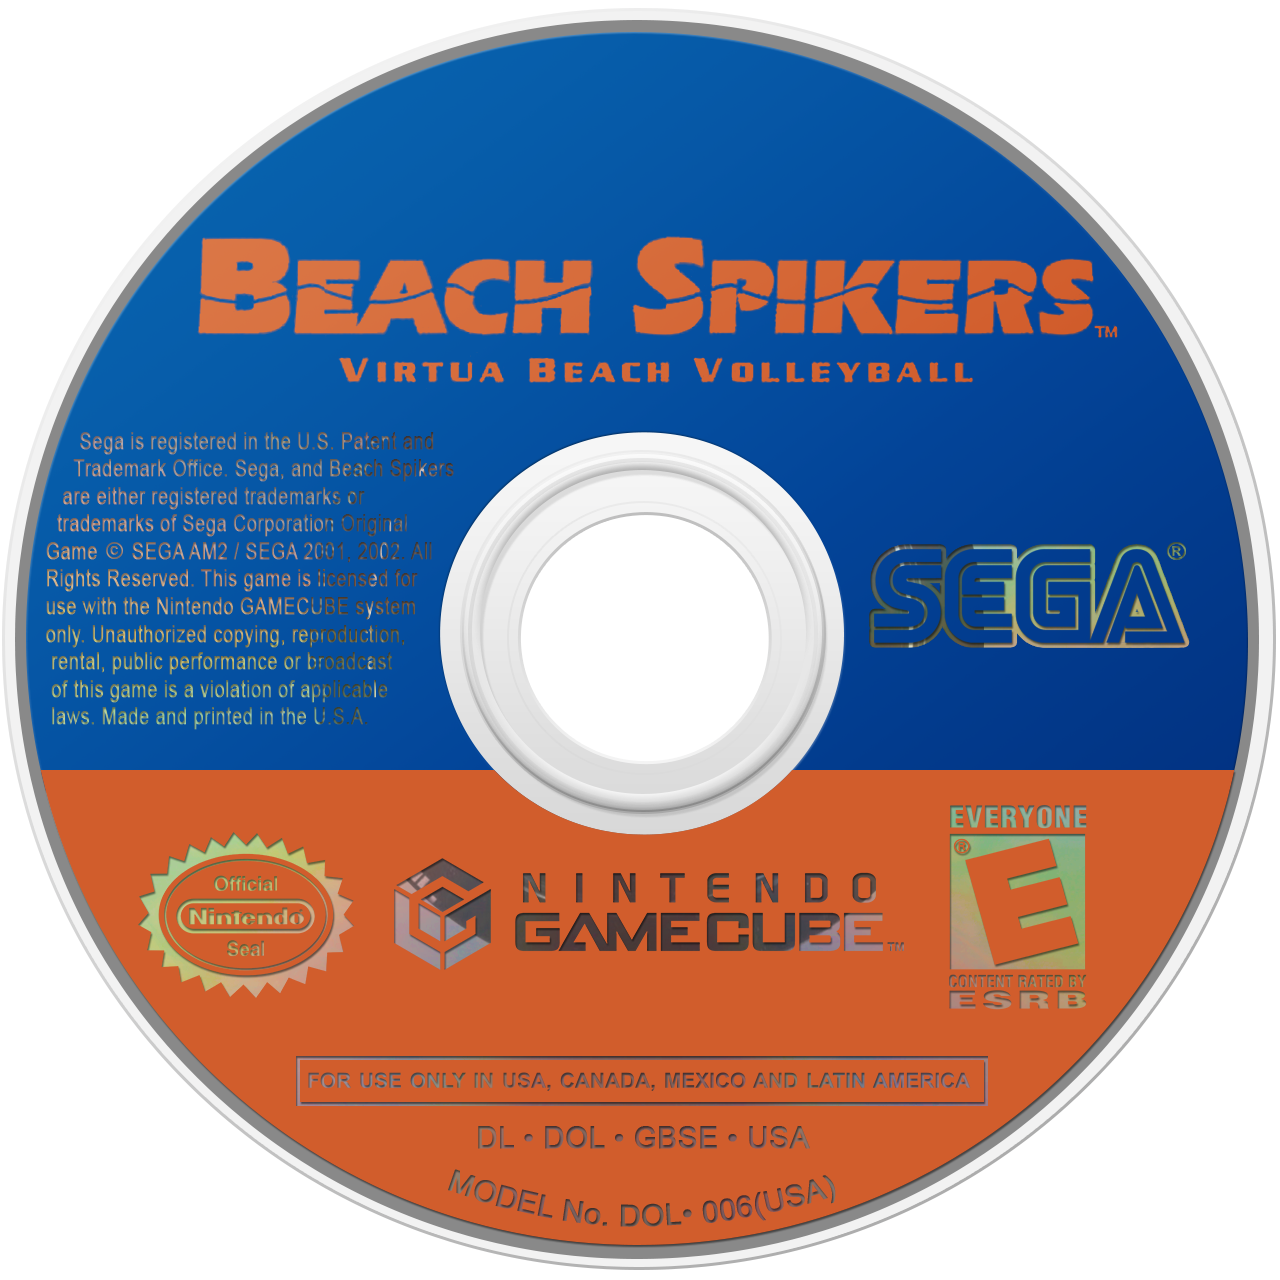 BEACH SPIKERS™
VIRTUA BEACH VOLLEYBALL
Sega is registered in the U.S. Patent and
Trademark Office. Sega, and Beach Spikers
are either registered trademarks or
trademarks of Sega Corporation Original
Game © SEGA AM2 / SEGA 2001, 2002. All
Rights Reserved. This game is licensed for
use with the Nintendo GAMECUBE system
only. Unauthorized copying, reproduction,
rental, public performance or broadcast
of this game is a violation of applicable
laws. Made and printed in the U.S.A.
SEGA®
Official
Nintendo®
Seal
NINTENDO
GAMECUBE™
EVERYONE
E®
CONTENT RATED BY
ESRB
FOR USE ONLY IN USA, CANADA, MEXICO AND LATIN AMERICA
DL • DOL • GBSE • USA
MODEL No. DOL• 006(USA)